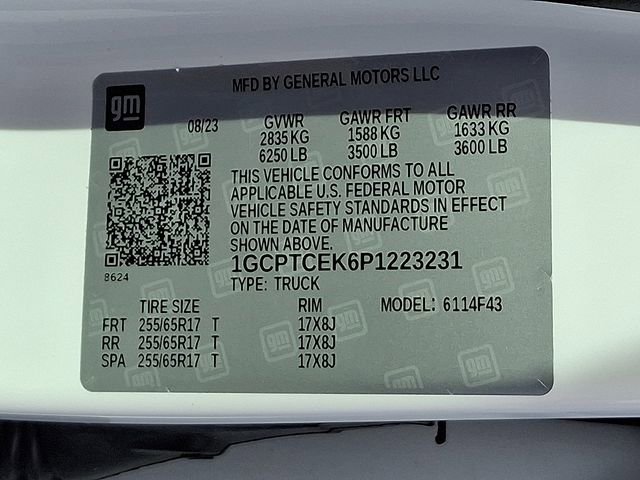 MFD BY GENERAL MOTORS LLC
gm
08/23 GVWR GAWR FRT GAWR RR
2835 KG 1588 KG 1633 KG
6250 LB 3500 LB 3600 LB
THIS VEHICLE CONFORMS TO ALL
APPLICABLE U.S. FEDERAL MOTOR
VEHICLE SAFETY STANDARDS IN EFFECT
ON THE DATE OF MANUFACTURE
SHOWN ABOVE.
8624
1GCPTCEK6P1223231
TYPE: TRUCK
TIRE SIZE RIM MODEL: 6114F43
FRT 255/65R17 T 17X8J
RR 255/65R17 T 17X8J
SPA 255/65R17 T 17X8J